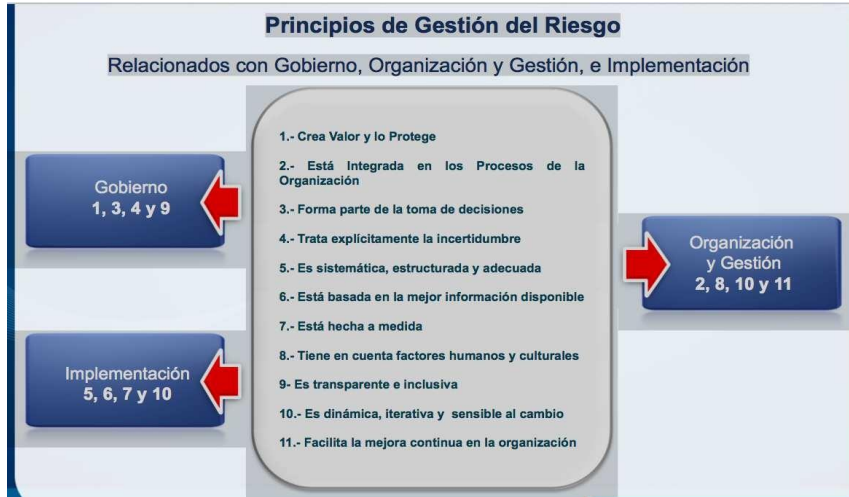 Principios de Gestión del Riesgo
Relacionados con Gobierno, Organización y Gestión, e Implementación
Gobierno
1, 3, 4 y 9
Implementación
5, 6, 7 y 10
1.- Crea Valor y lo Protege
2.- Está Integrada en los Procesos de la
Organización
3.- Forma parte de la toma de decisiones
4.- Trata explícitamente la incertidumbre
5.- Es sistemática, estructurada y adecuada
6.- Está basada en la mejor información disponible
7.- Está hecha a medida
8.- Tiene en cuenta factores humanos y culturales
9- Es transparente e inclusiva
10.- Es dinámica, iterativa y sensible al cambio
11.- Facilita la mejora continua en la organización
Organización
y Gestión
2, 8, 10 y 11